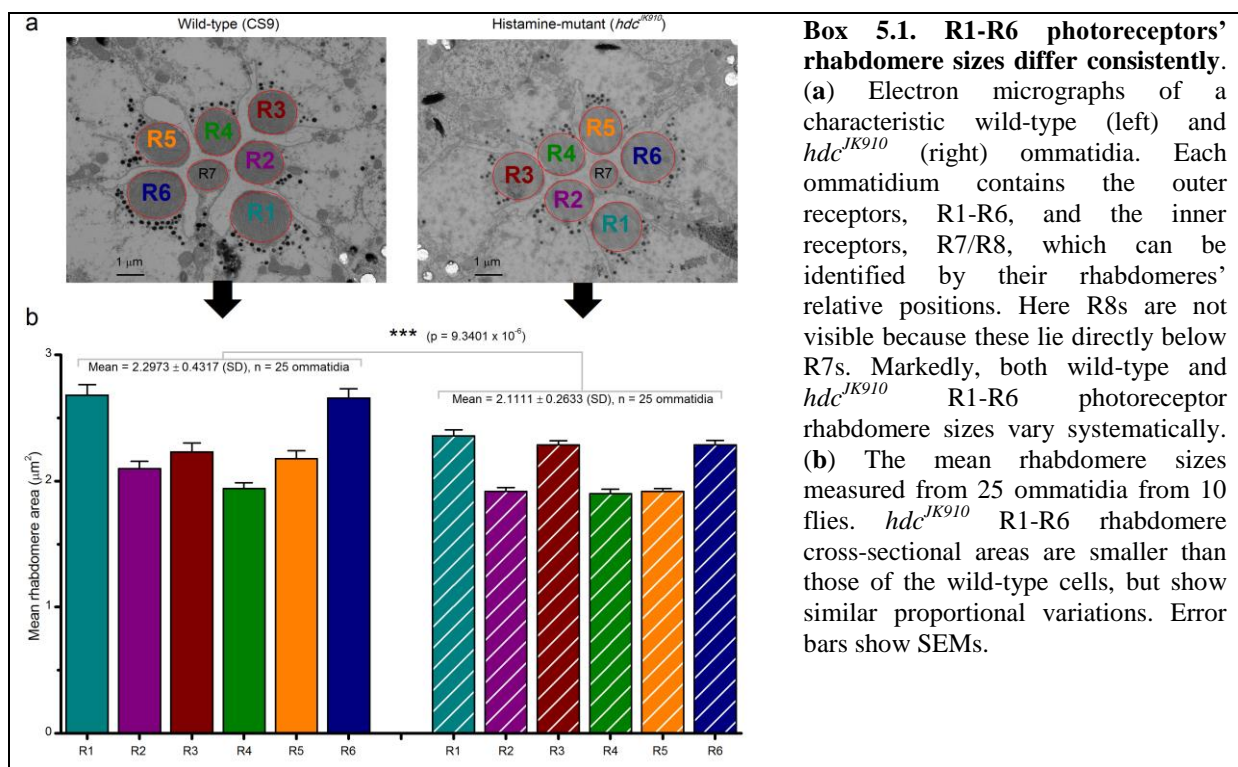 a
Wild-type (CS9)
Histamine-mutant (hdc^JK910)
R3
R5
R4
R2
R7
R6
R1
1 μm
R5
R4
R6
R3
R7
R2
R1
1 μm
b
*** (p = 9.3401 x 10^-6)
Mean = 2.2973 ± 0.4317 (SD), n = 25 ommatidia
Mean = 2.1111 ± 0.2633 (SD), n = 25 ommatidia
Mean rhabdomere area (μm²)
3
2
1
0
R1 R2 R3 R4 R5 R6 R1 R2 R3 R4 R5 R6
Box 5.1. R1-R6 photoreceptors’
rhabdomere sizes differ consistently.
(a) Electron micrographs of a
characteristic wild-type (left) and
hdc^JK910 (right) ommatidia. Each
ommatidium contains the outer
receptors, R1-R6, and the inner
receptors, R7/R8, which can be
identified by their rhabdomeres’
relative positions. Here R8s are not
visible because these lie directly below
R7s. Markedly, both wild-type and
hdc^JK910 R1-R6 photoreceptor
rhabdomere sizes vary systematically.
(b) The mean rhabdomere sizes
measured from 25 ommatidia from 10
flies. hdc^JK910 R1-R6 rhabdomere
cross-sectional areas are smaller than
those of the wild-type cells, but show
similar proportional variations. Error
bars show SEMs.